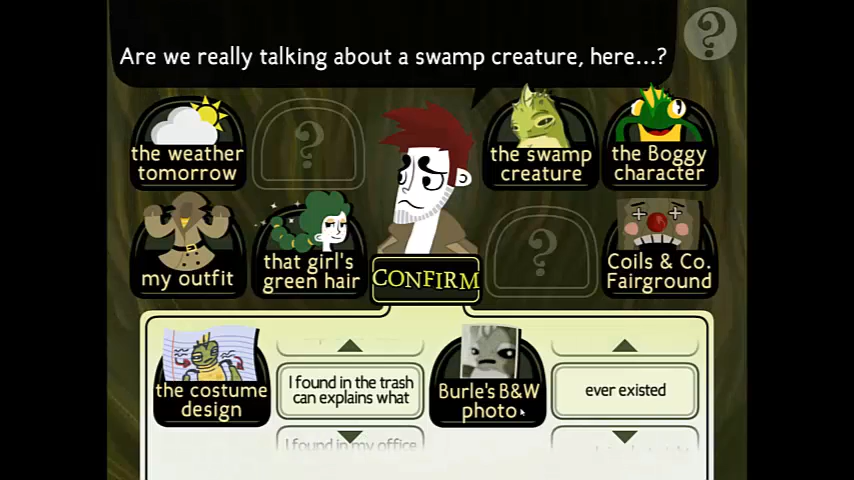 Are we really talking about a swamp creature, here...?
?
the weather
tomorrow
?
the swamp
creature
the Boggy
character
my outfit
that girl's
green hair
?
Coils & Co.
Fairground
CONFIRM
the costume
design
I found in the trash
can explains what
I found in my office
Burle's B&W
photo
ever existed